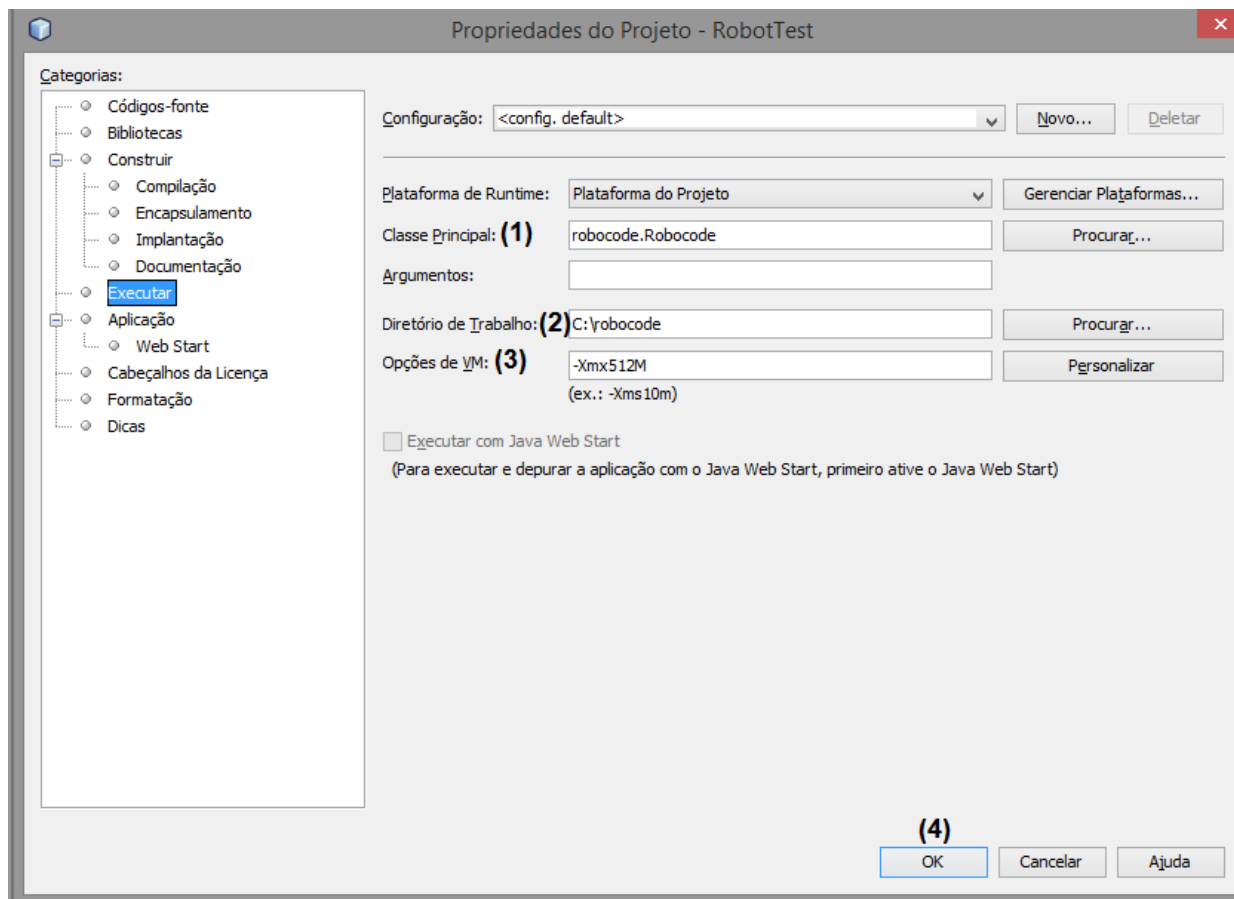 Propriedades do Projeto - RobotTest
Categorias:
Códigos-fonte
Bibliotecas
Construir
Compilação
Encapsulamento
Implantação
Documentação
Executar
Aplicação
Web Start
Cabeçalhos da Licença
Formatação
Dicas
Configuração: <config. default> Novo... Deletar
Plataforma de Runtime: Plataforma do Projeto Gerenciar Plataformas...
Classe Principal: (1) robocode.Robocode Procurar...
Argumentos:
Diretório de Trabalho: (2) C:\robocode Procurar...
Opções de VM: (3) -Xmx512M Personalizar
(ex.: -Xms10m)
Executar com Java Web Start
(Para executar e depurar a aplicação com o Java Web Start, primeiro ative o Java Web Start)
(4)
OK Cancelar Ajuda